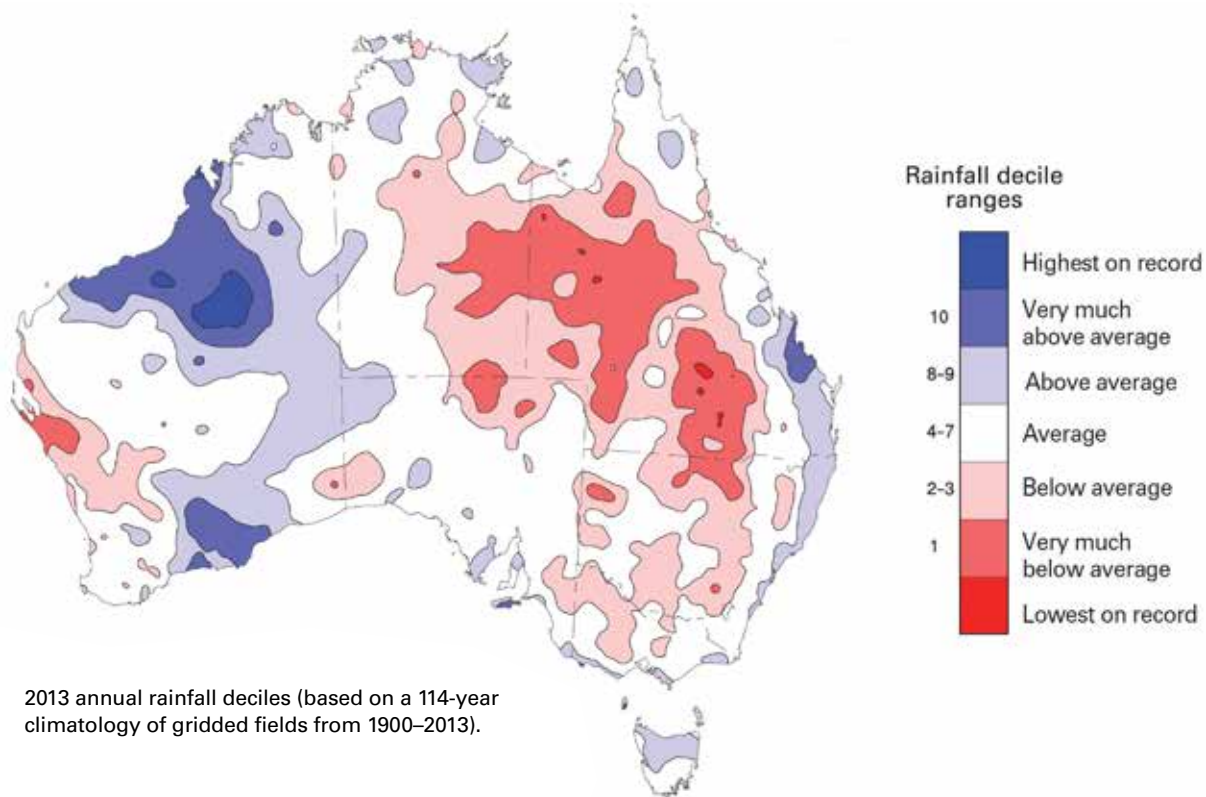 Rainfall decile
ranges
Highest on record
10
Very much
above average
8-9
Above average
4-7
Average
2-3
Below average
1
Very much
below average
Lowest on record
2013 annual rainfall deciles (based on a 114-year
climatology of gridded fields from 1900–2013).